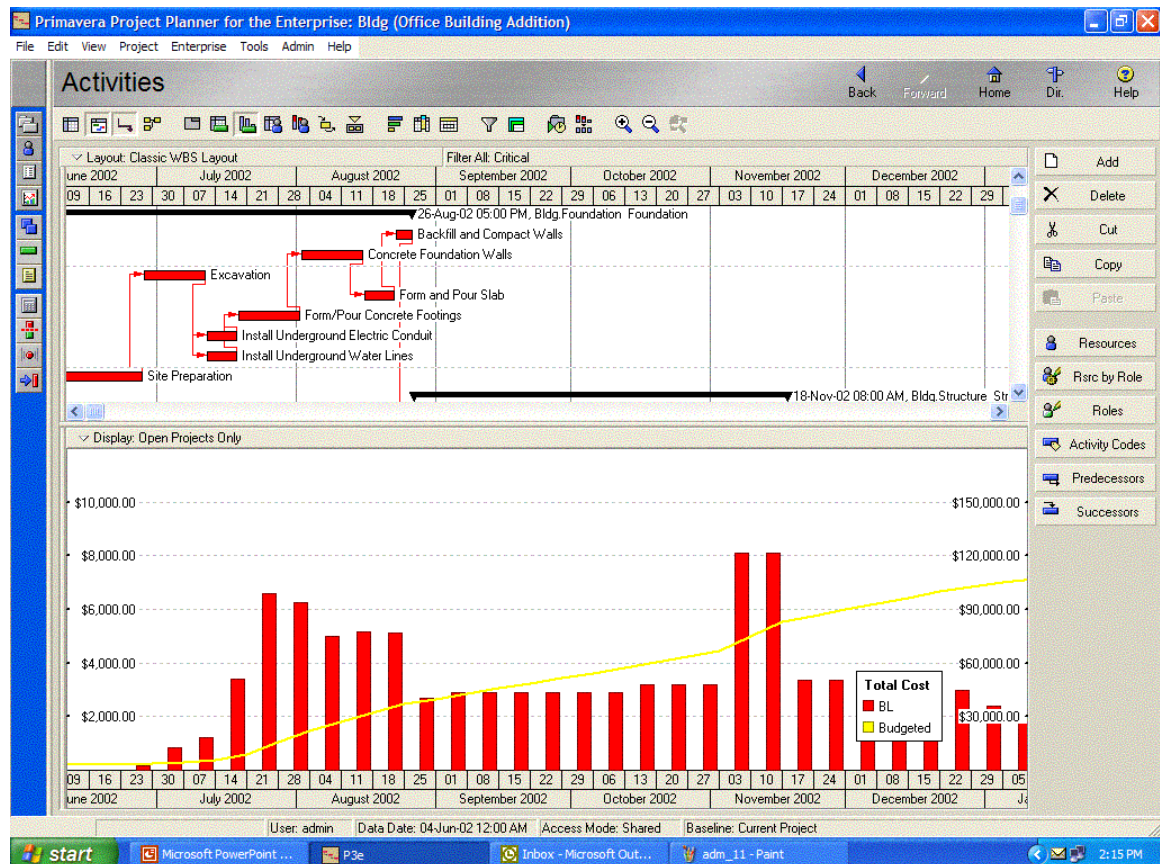 Primavera Project Planner for the Enterprise: Bldg (Office Building Addition)
File Edit View Project Enterprise Tools Admin Help
Activities
Back Forward Home Dir. Help
Layout: Classic WBS Layout Filter All: Critical
une 2002 July 2002 August 2002 September 2002 October 2002 November 2002 December 2002
09 16 23 30 07 14 21 28 04 11 18 25 01 08 15 22 29 06 13 20 27 03 10 17 24 01 08 15 22 29
26-Aug-02 05:00 PM, Bldg.Foundation Foundation
Backfill and Compact Walls
Concrete Foundation Walls
Excavation
Form and Pour Slab
Form/Pour Concrete Footings
Install Underground Electric Conduit
Install Underground Water Lines
Site Preparation
18-Nov-02 08:00 AM, Bldg.Structure Str
Add
Delete
Cut
Copy
Paste
Resources
Rsrc by Role
Roles
Activity Codes
Predecessors
Successors
Display: Open Projects Only
$10,000.00 $150,000.00
$8,000.00 $120,000.00
$6,000.00 $90,000.00
$4,000.00 $60,000.00
$2,000.00 $30,000.00
Total Cost
BL
Budgeted
09 16 23 30 07 14 21 28 04 11 18 25 01 08 15 22 29 06 13 20 27 03 10 17 24 01 08 15 22 29 05
une 2002 July 2002 August 2002 September 2002 October 2002 November 2002 December 2002 Ja
User: admin Data Date: 04-Jun-02 12:00 AM Access Mode: Shared Baseline: Current Project
start Microsoft PowerPoint ... P3e Inbox - Microsoft Out... adm_11 - Paint 2:15 PM